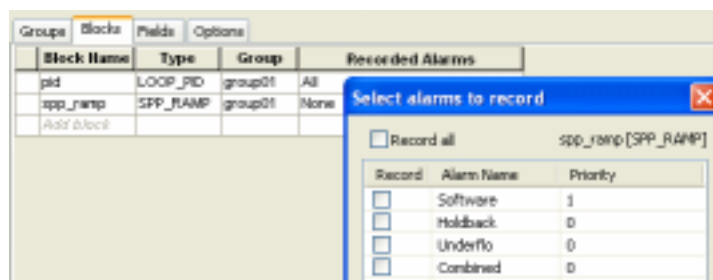 Groups Blocks Fields Options
Block Name Type Group Recorded Alarms
pid LOOP_PID group01 All
spp_ramp SPP_RAMP group01 None
Add block
Select alarms to record
Record all spp_ramp [SPP_RAMP]
Record Alarm Name Priority
Software 1
Holdback 0
Underflo 0
Combined 0